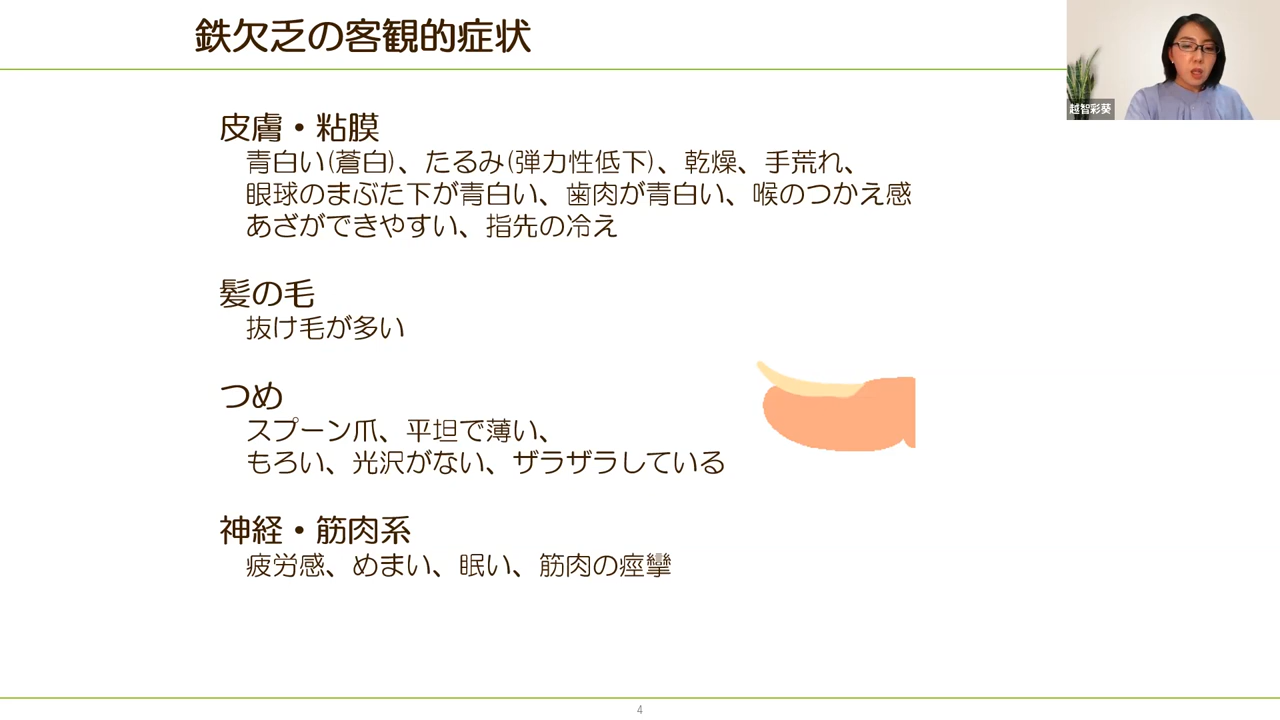 鉄欠乏の客観的症状
越智彩葵
皮膚・粘膜
青白い(蒼白)、たるみ(弾力性低下)、乾燥、手荒れ、
眼球のまぶた下が青白い、歯肉が青白い、喉のつかえ感
あざができやすい、指先の冷え
髪の毛
抜け毛が多い
つめ
スプーン爪、平坦で薄い、
もろい、光沢がない、ザラザラしている
神経・筋肉系
疲労感、めまい、眠い、筋肉の痙攣
4